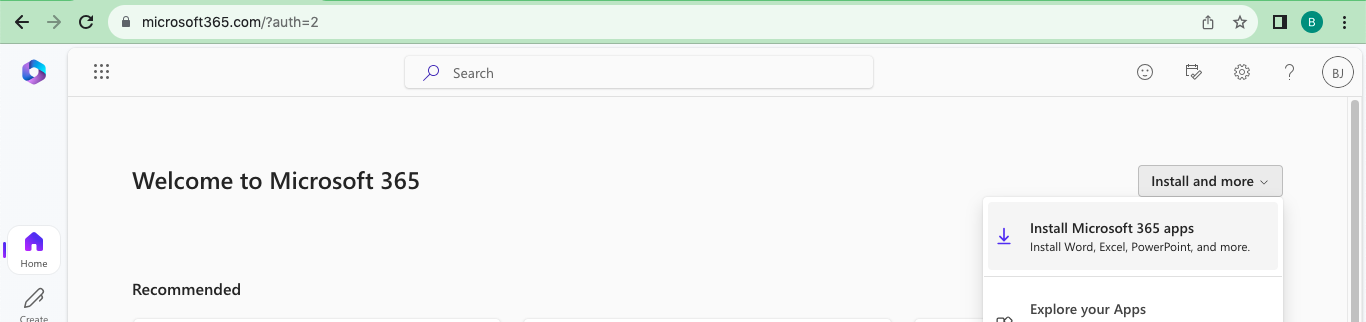 microsoft365.com/?auth=2
B
Search
BJ
Welcome to Microsoft 365
Install and more
Install Microsoft 365 apps
Install Word, Excel, PowerPoint, and more.
Home
Recommended
Explore your Apps
Create